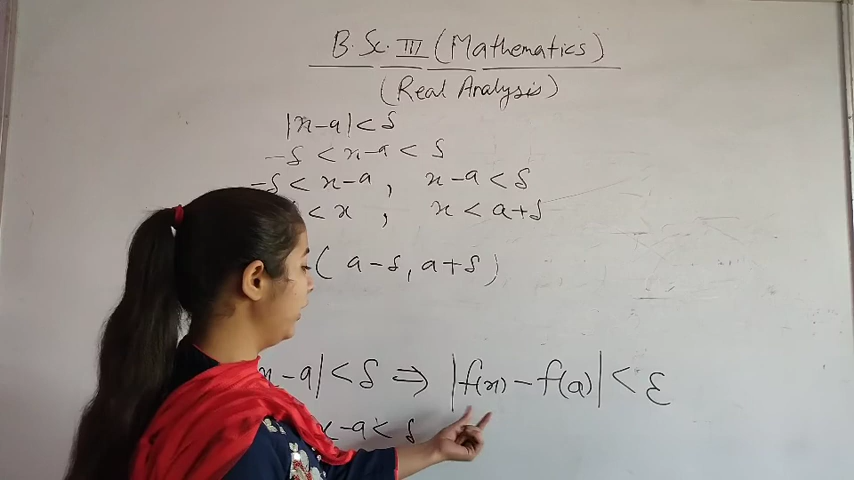 B.Sc. III (Mathematics)
(Real Analysis)
|x-a| < δ
-δ < x-a < δ
-δ < x-a , x-a < δ
< x , x < a+δ
( a-δ, a+δ )
x-a| < δ ⇒ |f(x) - f(a)| < ε
x-a < δ